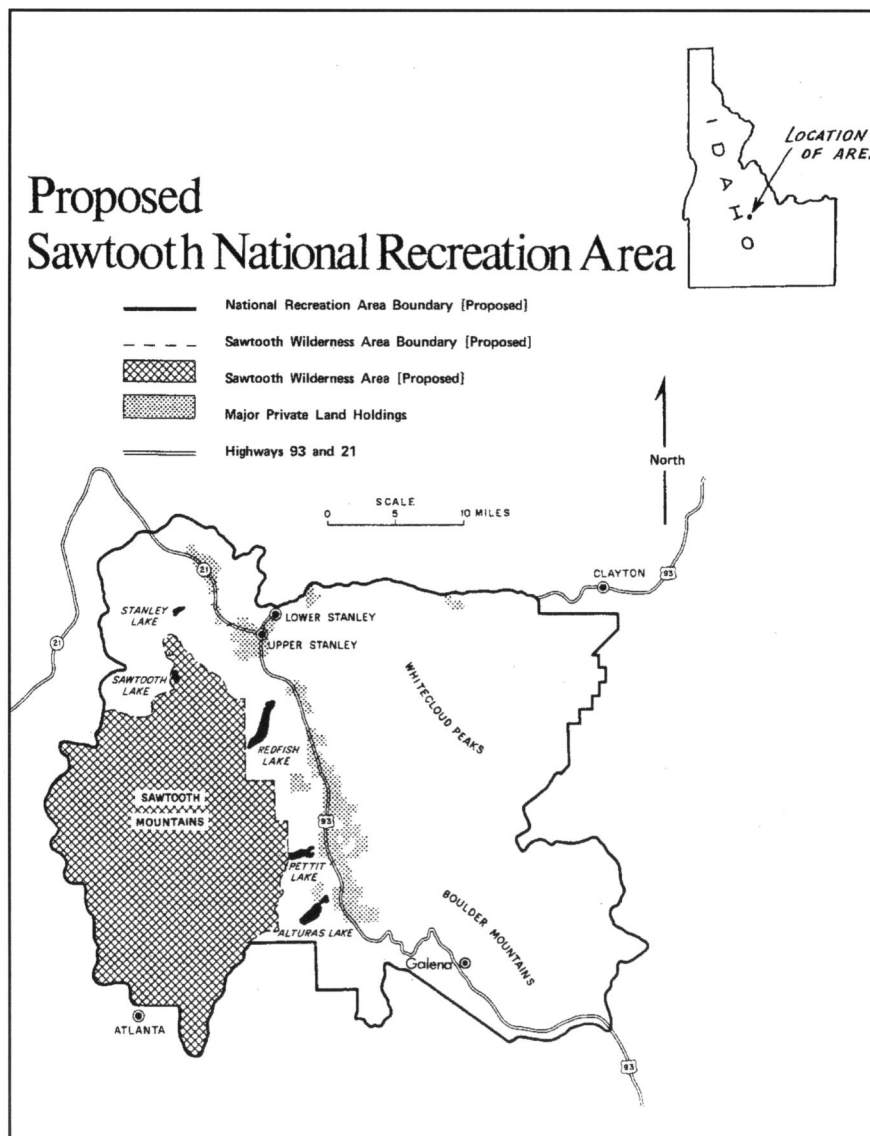 IDAHO
LOCATION
OF AREA
Proposed
Sawtooth National Recreation Area
National Recreation Area Boundary [Proposed]
Sawtooth Wilderness Area Boundary [Proposed]
Sawtooth Wilderness Area [Proposed]
Major Private Land Holdings
Highways 93 and 21
North
SCALE
0 5 10 MILES
CLAYTON
93
21
STANLEY
LAKE
LOWER STANLEY
21
UPPER STANLEY
SAWTOOTH
LAKE
WHITECLOUD PEAKS
REDFISH
LAKE
SAWTOOTH
MOUNTAINS
93
PETTIT
LAKE
ALTURAS LAKE
BOULDER MOUNTAINS
Galena
ATLANTA
93